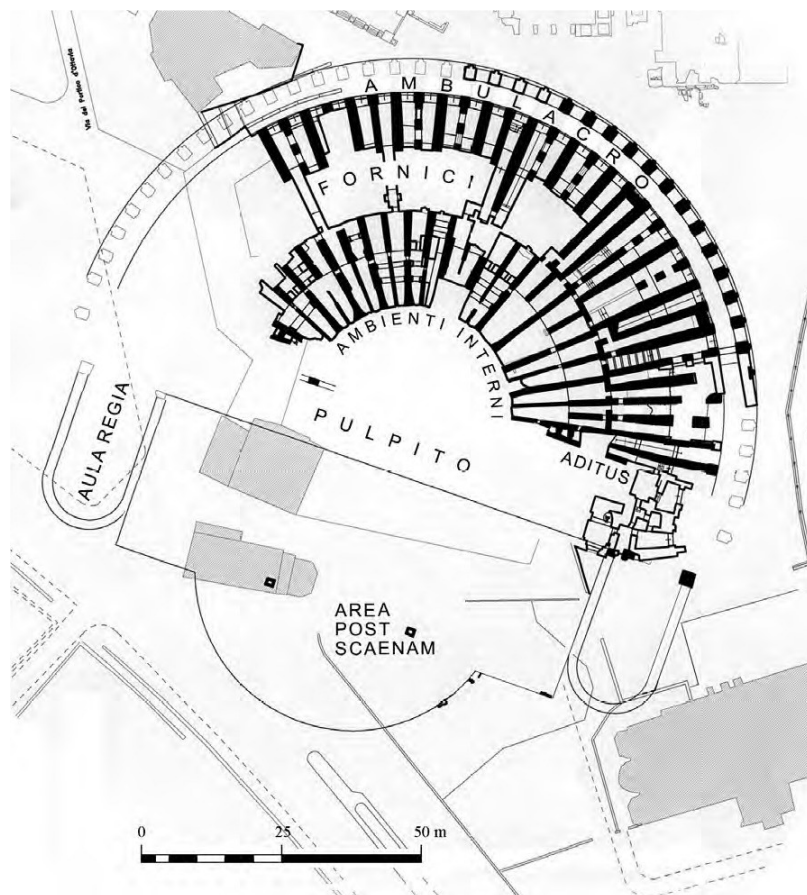 Via del Portico d'Ottavia
AMBULACRO
FORNICI
AMBIENTI INTERNI
PULPITO
AULA REGIA
ADITUS
AREA
POST
SCAENAM
0 25 50 m